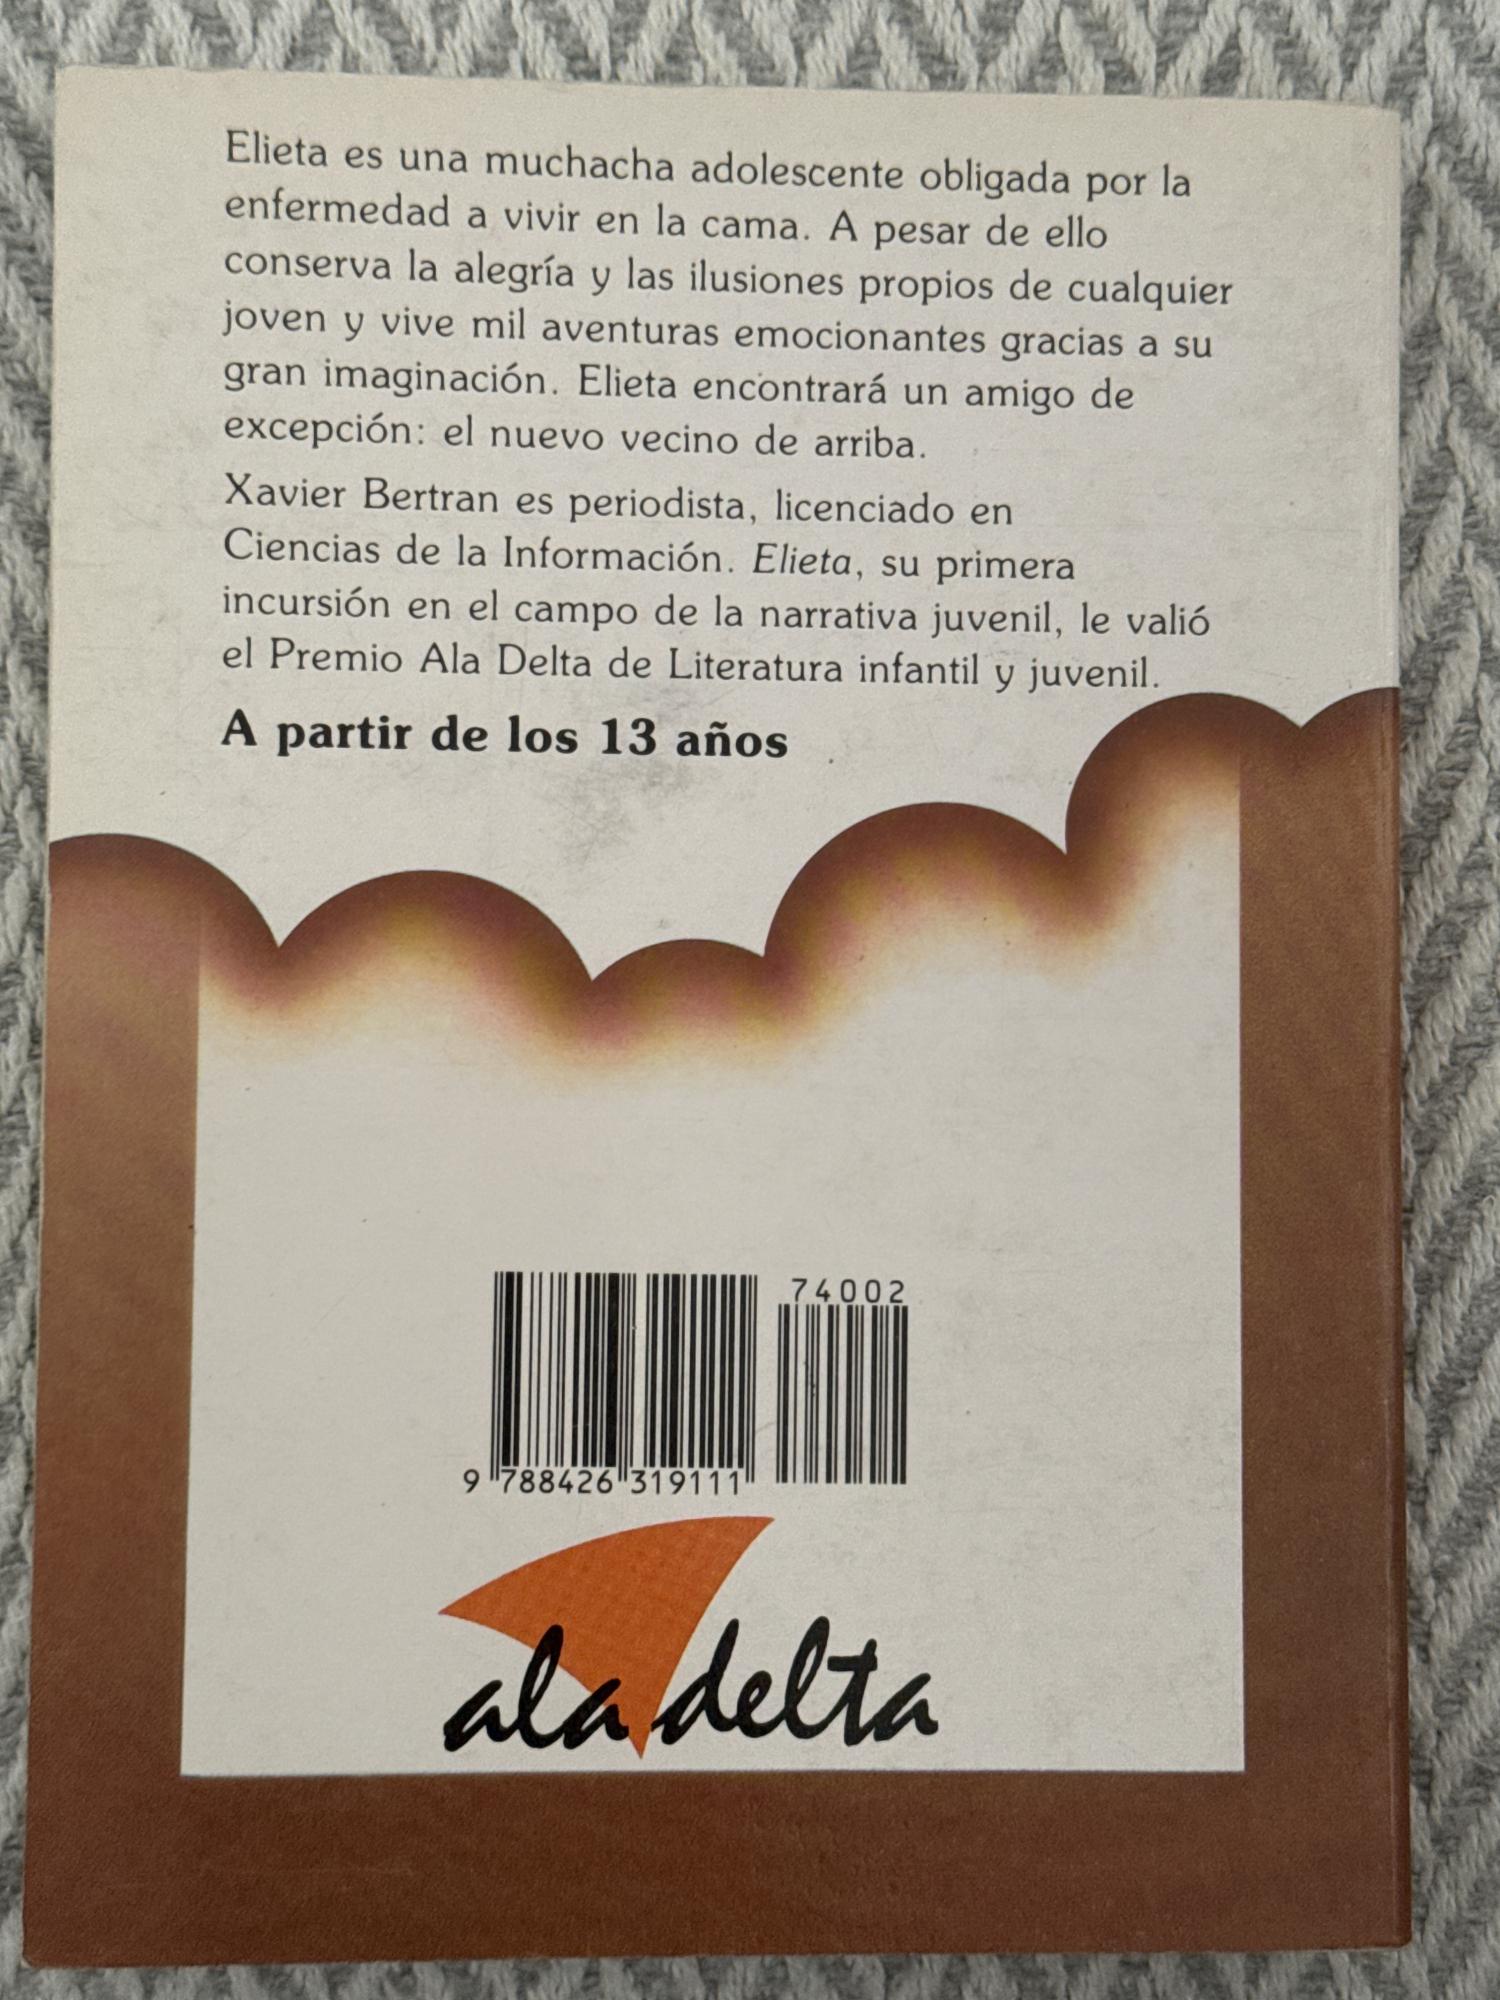 Elieta es una muchacha adolescente obligada por la
enfermedad a vivir en la cama. A pesar de ello
conserva la alegría y las ilusiones propios de cualquier
joven y vive mil aventuras emocionantes gracias a su
gran imaginación. Elieta encontrará un amigo de
excepción: el nuevo vecino de arriba.
Xavier Bertran es periodista, licenciado en
Ciencias de la Información. Elieta, su primera
incursión en el campo de la narrativa juvenil, le valió
el Premio Ala Delta de Literatura infantil y juvenil.
A partir de los 13 años
74002
9 788426 319111
ala delta